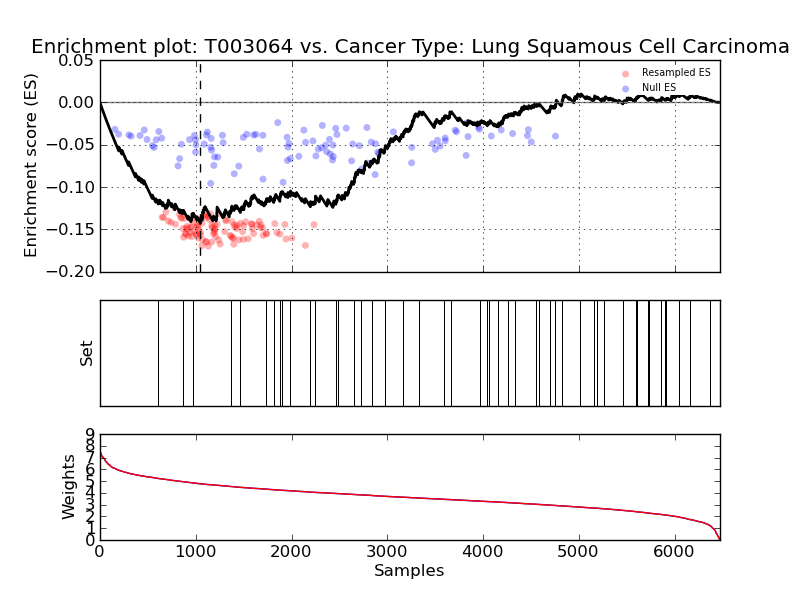 Enrichment plot: T003064 vs. Cancer Type: Lung Squamous Cell Carcinoma
Enrichment score (ES)
0.05
0.00
−0.05
−0.10
−0.15
−0.20
Resampled ES
Null ES
Set
Weights
9
8
7
6
5
4
3
2
1
0
0 1000 2000 3000 4000 5000 6000
Samples